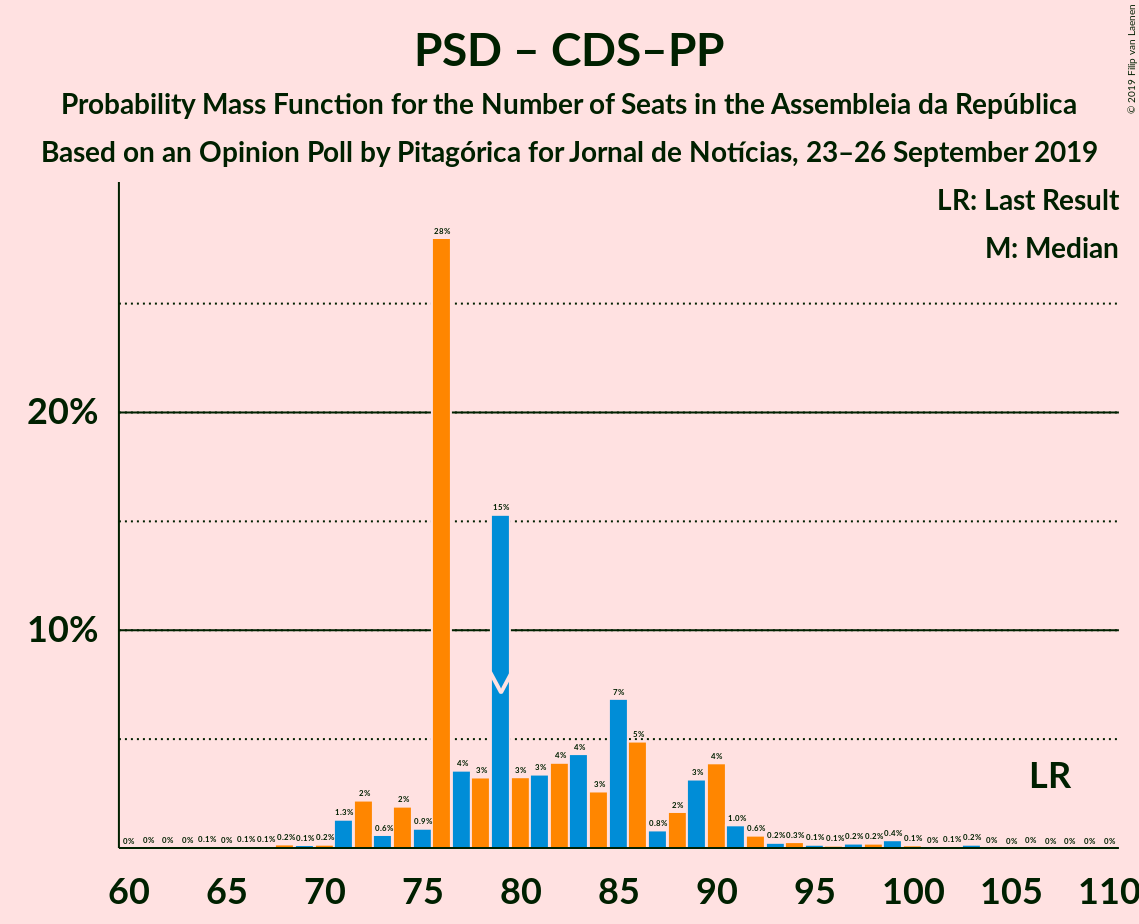 © 2019 Filip van Laenen
PSD – CDS–PP
Probability Mass Function for the Number of Seats in the Assembleia da República
Based on an Opinion Poll by Pitagórica for Jornal de Notícias, 23–26 September 2019
LR: Last Result
M: Median
20%
10%
0% 0% 0% 0% 0.1% 0% 0.1% 0.1% 0.2% 0.1% 0.2% 1.3% 2% 0.6% 2% 0.9% 28% 4% 3% 15% 3% 3% 4% 4% 3% 7% 5% 0.8% 2% 3% 4% 1.0% 0.6% 0.2% 0.3% 0.1% 0.1% 0.2% 0.2% 0.4% 0.1% 0% 0.1% 0.2% 0% 0% 0% 0% 0% 0% 0%
LR
60 65 70 75 80 85 90 95 100 105 110